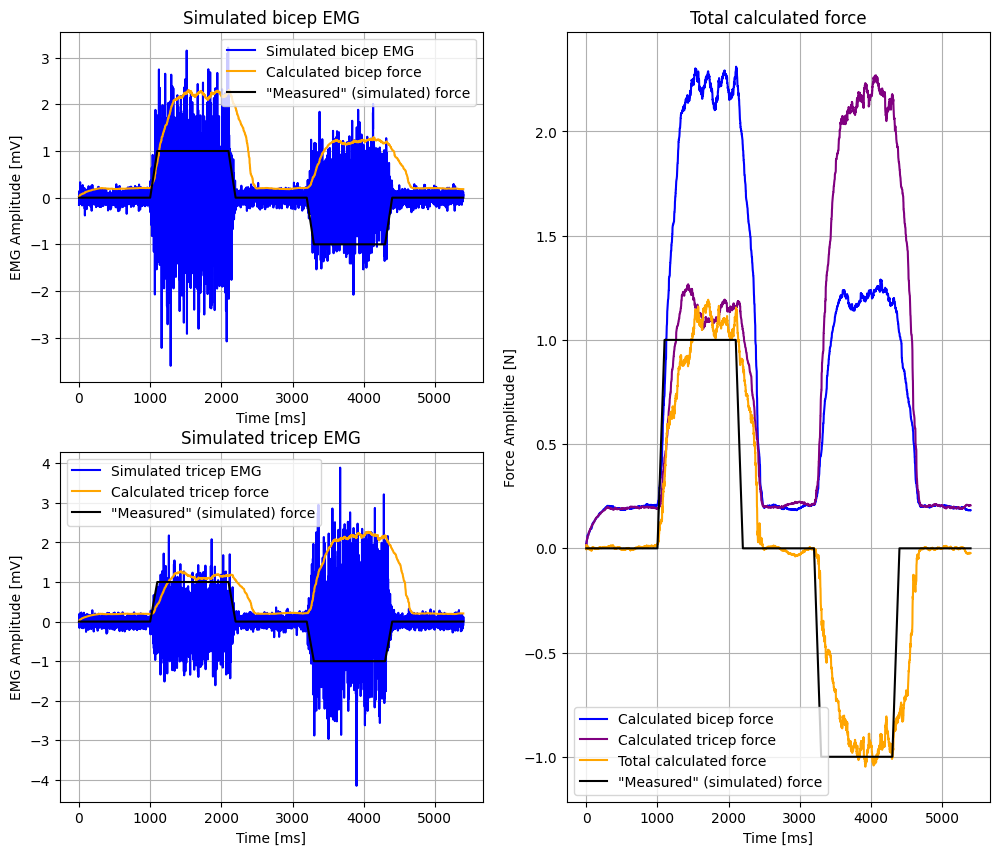 Simulated bicep EMG
Simulated bicep EMG
Calculated bicep force
"Measured" (simulated) force
EMG Amplitude [mV]
3
2
1
0
−1
−2
−3
0 1000 2000 3000 4000 5000
Time [ms]
Simulated tricep EMG
Simulated tricep EMG
Calculated tricep force
"Measured" (simulated) force
EMG Amplitude [mV]
4
3
2
1
0
−1
−2
−3
−4
0 1000 2000 3000 4000 5000
Time [ms]
Total calculated force
Force Amplitude [N]
2.0
1.5
1.0
0.5
0.0
−0.5
−1.0
Calculated bicep force
Calculated tricep force
Total calculated force
"Measured" (simulated) force
0 1000 2000 3000 4000 5000
Time [ms]